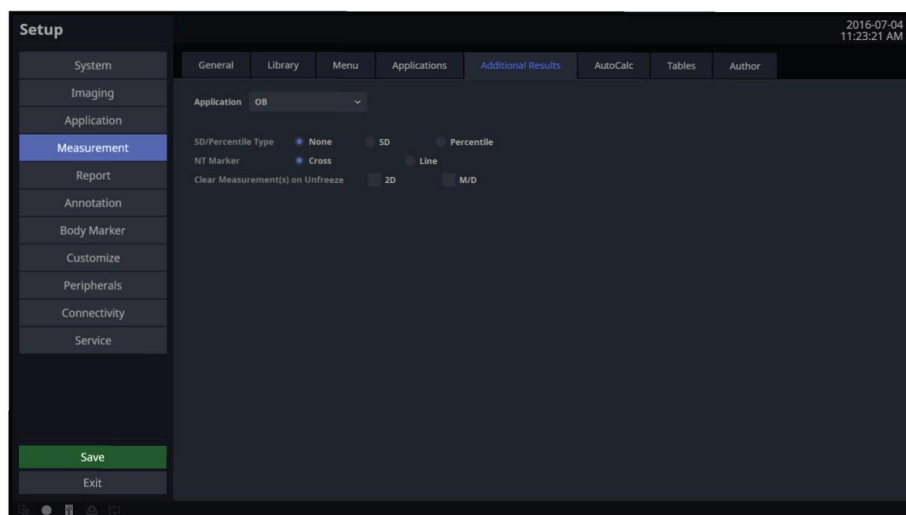 Setup
2016-07-04
11:23:21 AM
System
Imaging
Application
Measurement
Report
Annotation
Body Marker
Customize
Peripherals
Connectivity
Service
Save
Exit
General Library Menu Applications Additional Results AutoCalc Tables Author
Application OB
SD/Percentile Type None SD Percentile
NT Marker Cross Line
Clear Measurement(s) on Unfreeze 2D M/D